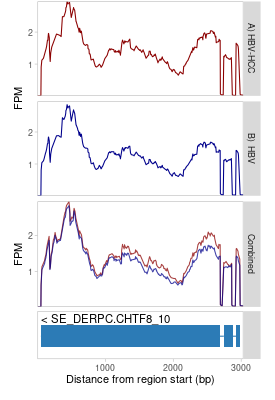 2
1
FPM
A) HBV-HCC
2
1
B) HBV
2
1
FPM
Combined
< SE_DERPC.CHTF8_10
1000 2000 3000
Distance from region start (bp)